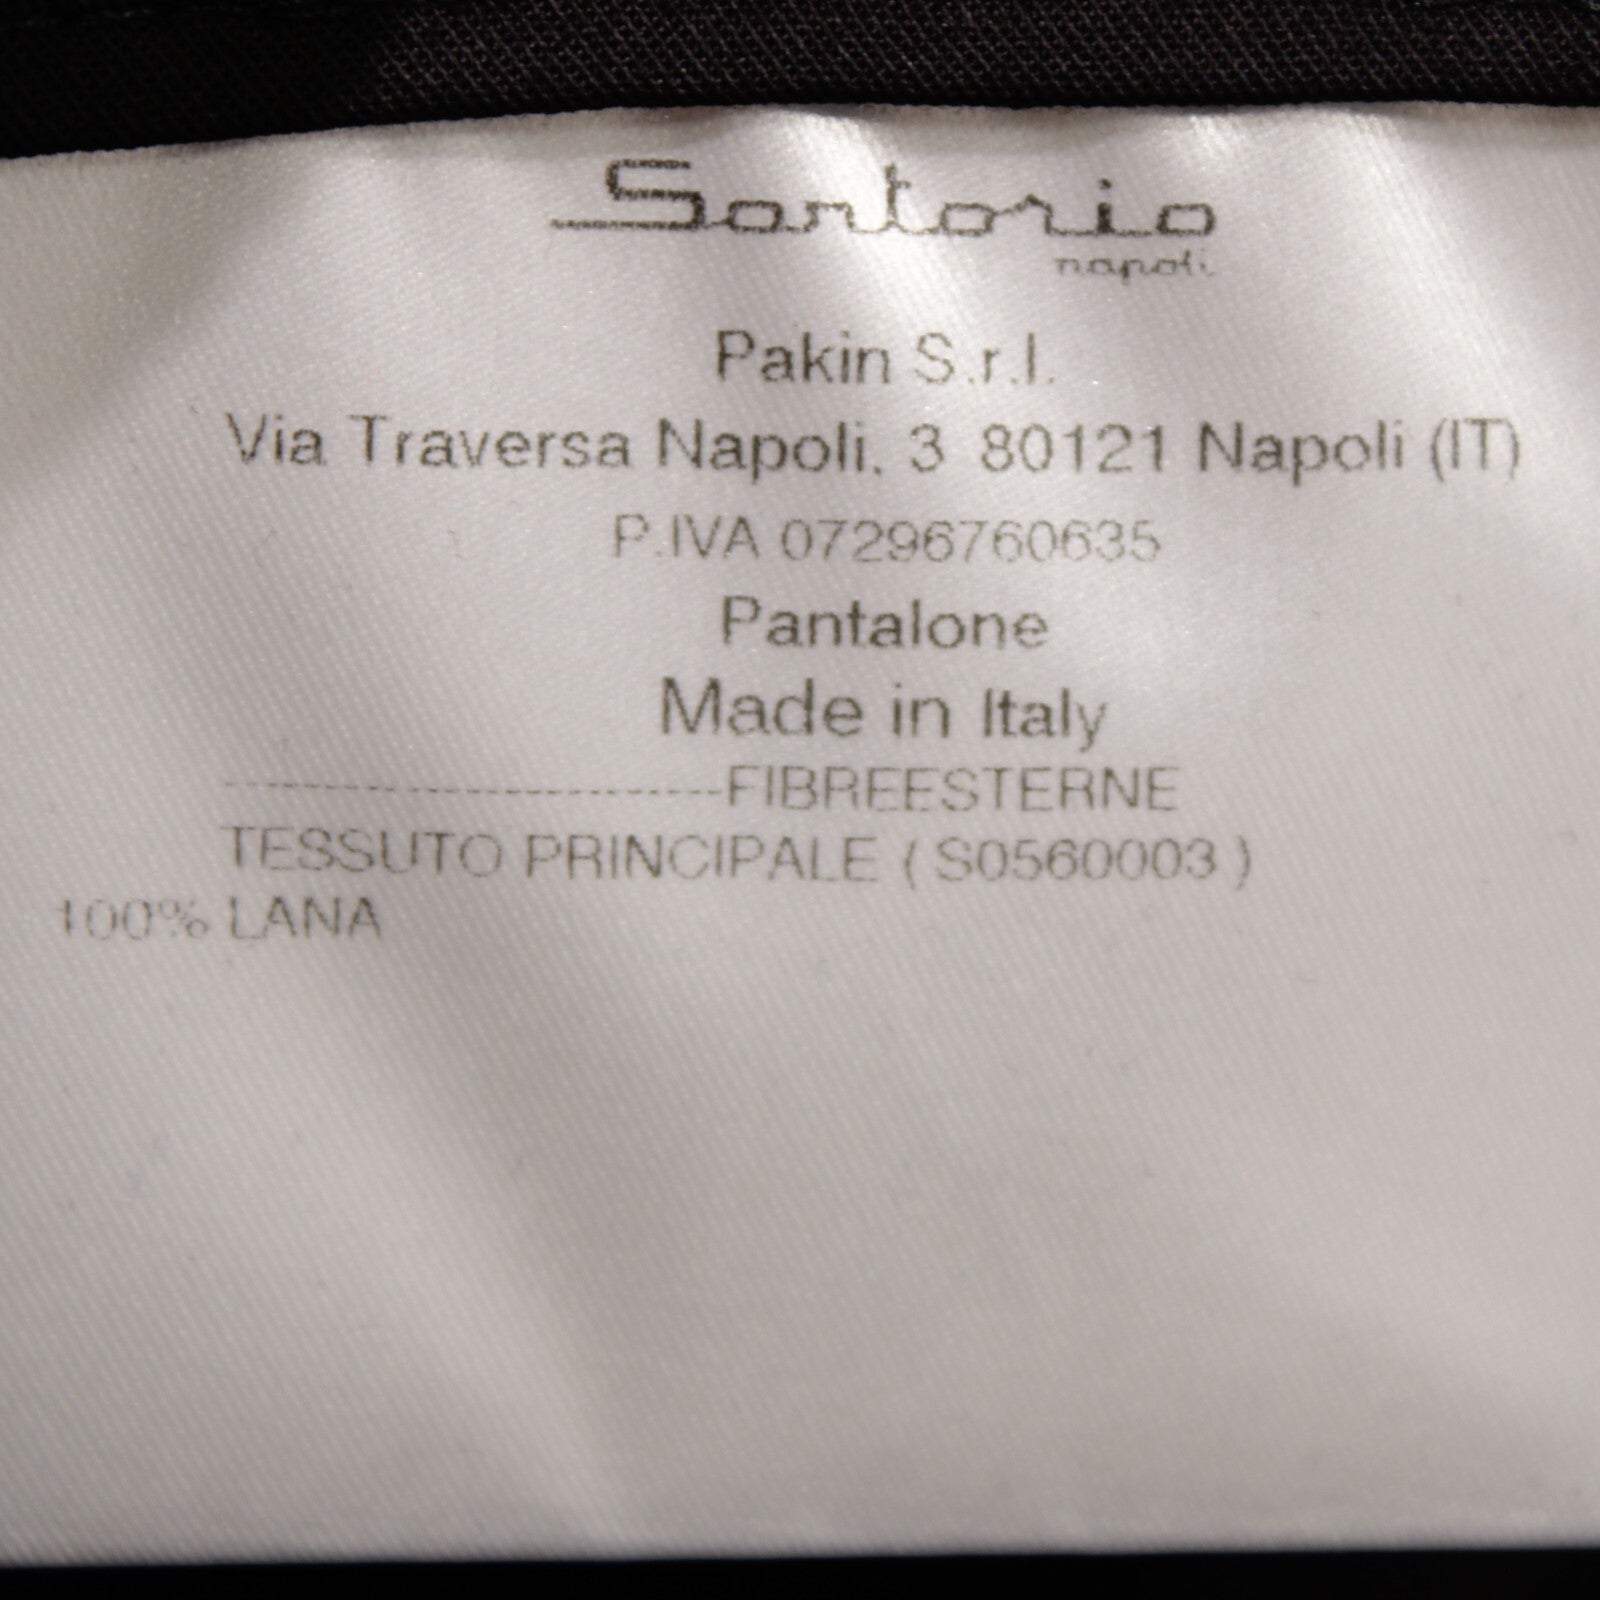 Sartorio
napoli
Pakin S.r.l.
Via Traversa Napoli, 3 80121 Napoli (IT)
P.IVA 07296760635
Pantalone
Made in Italy
------------------------FIBREESTERNE
TESSUTO PRINCIPALE ( S0560003 )
100% LANA